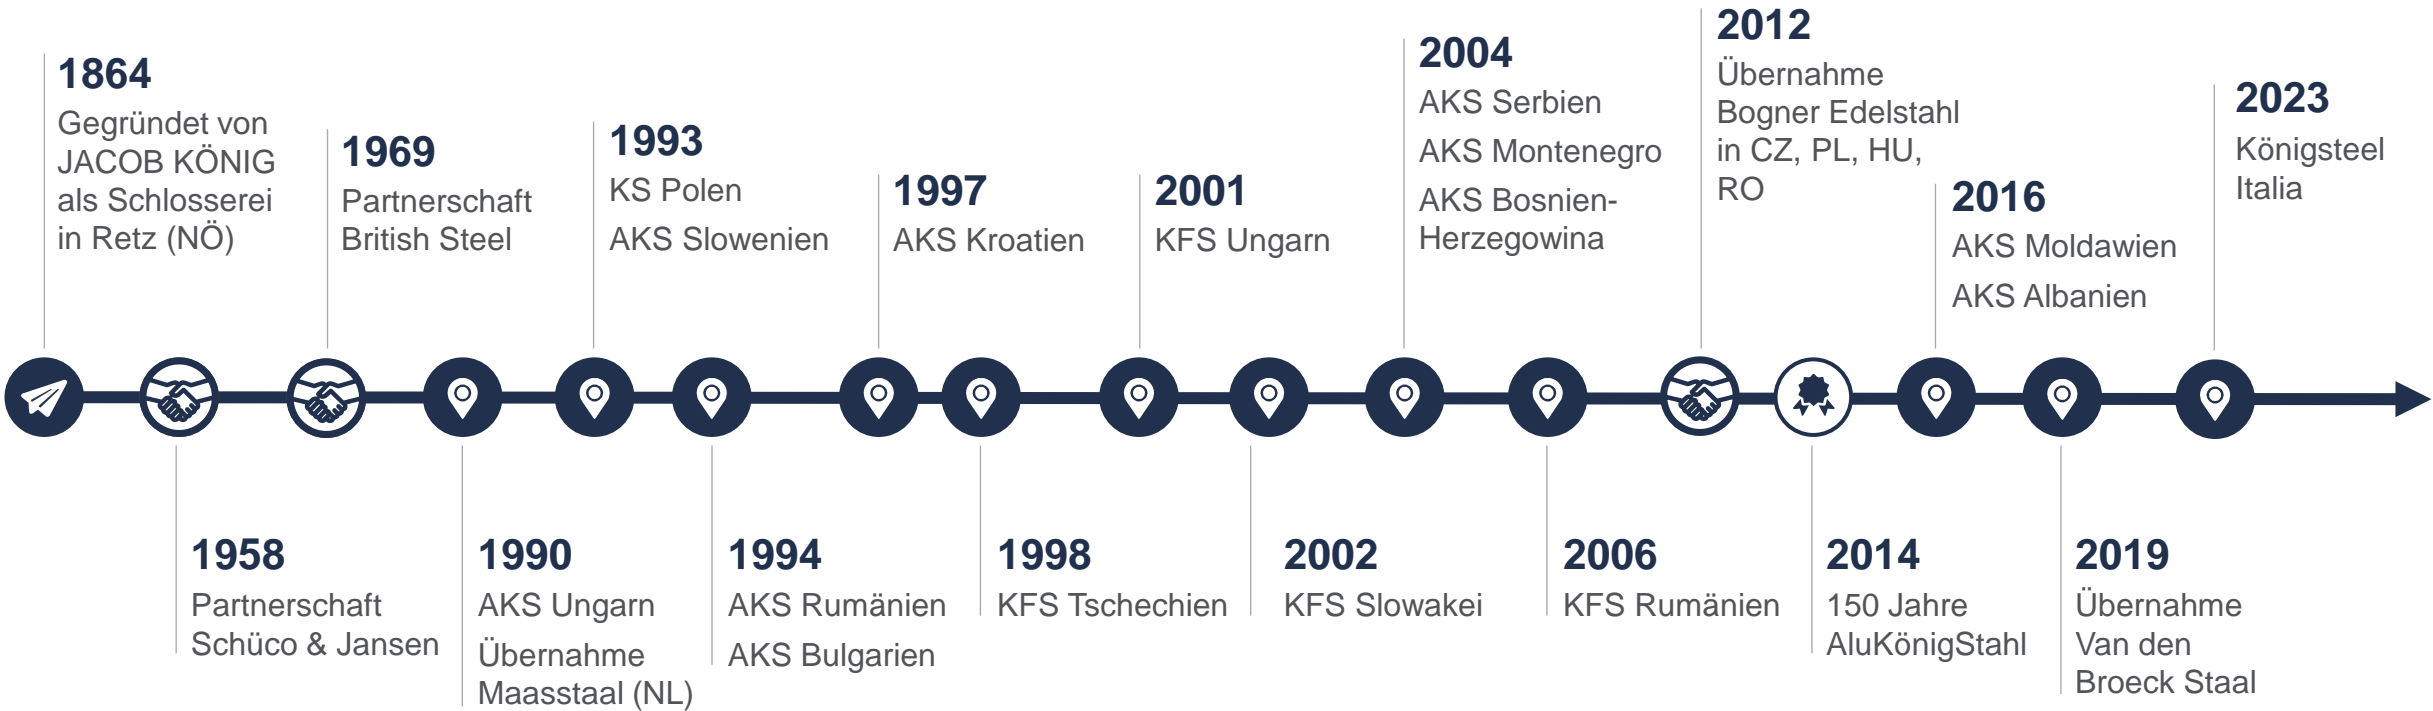 1864
Gegründet von
JACOB KÖNIG
als Schlosserei
in Retz (NÖ)
1958
Partnerschaft
Schüco & Jansen
1969
Partnerschaft
British Steel
1990
AKS Ungarn
Übernahme
Maasstaal (NL)
1993
KS Polen
AKS Slowenien
1994
AKS Rumänien
AKS Bulgarien
1997
AKS Kroatien
1998
KFS Tschechien
2001
KFS Ungarn
2002
KFS Slowakei
2004
AKS Serbien
AKS Montenegro
AKS Bosnien-
Herzegowina
2006
KFS Rumänien
2012
Übernahme
Bogner Edelstahl
in CZ, PL, HU,
RO
2014
150 Jahre
AluKönigStahl
2016
AKS Moldawien
AKS Albanien
2019
Übernahme
Van den
Broeck Staal
2023
Königsteel
Italia